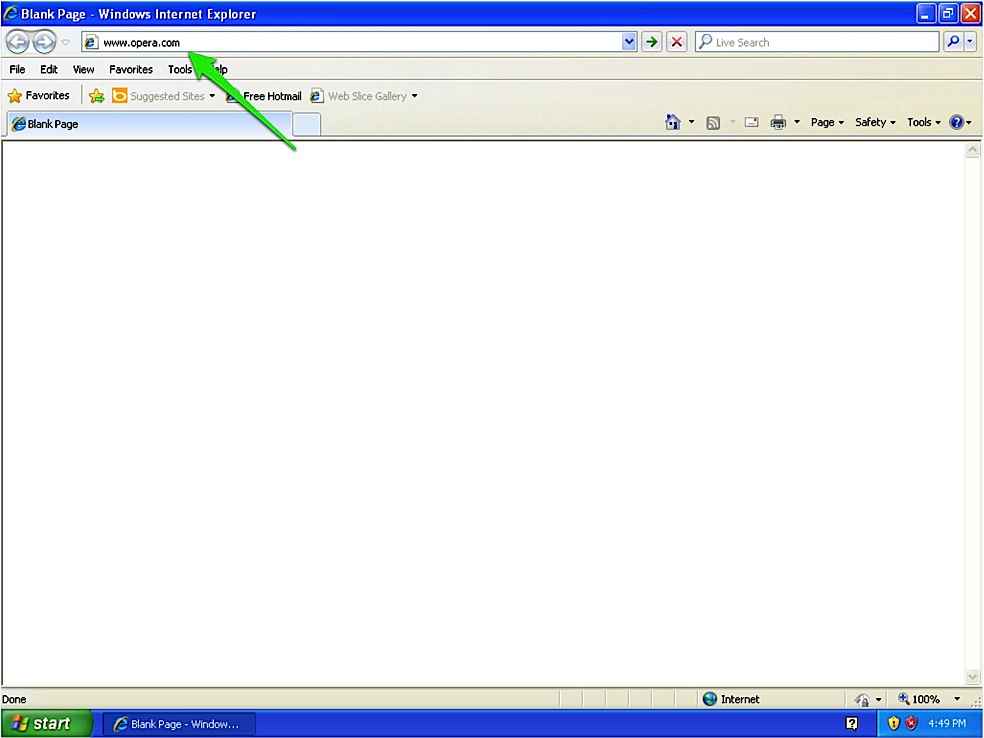 Blank Page - Windows Internet Explorer
www.opera.com
Live Search
File Edit View Favorites Tools elp
Favorites Suggested Sites Free Hotmail Web Slice Gallery
Blank Page
Page Safety Tools
Done Internet 100%
start Blank Page - Window... 4:49 PM